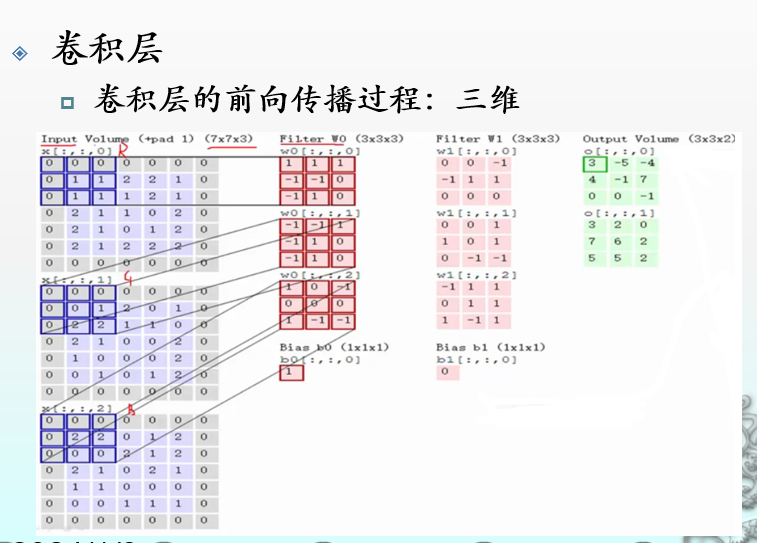 卷积层
卷积层的前向传播过程：三维
Input Volume (+pad 1) (7x7x3)
x[:,:,0] R
0 0 0 0 0 0 0
0 1 1 2 2 1 0
0 1 1 1 2 1 0
0 2 1 1 0 2 0
0 2 1 0 1 2 0
0 2 1 2 2 2 0
0 0 0 0 0 0 0
x[:,:,1] G
0 0 0 0 0 0 0
0 0 1 2 0 1 0
0 2 2 1 1 0 0
0 2 1 0 0 2 0
0 1 0 0 0 2 0
0 0 1 0 1 2 0
0 0 0 0 0 0 0
x[:,:,2] B
0 0 0 0 0 0 0
0 2 2 0 1 2 0
0 0 0 2 1 2 0
0 2 1 0 2 1 0
0 1 1 0 0 0 0
0 0 0 1 1 1 0
0 0 0 0 0 0 0
Filter W0 (3x3x3)
w0[:,:,0]
1 1 1
-1 -1 0
-1 1 0
w0[:,:,1]
-1 -1 1
-1 1 0
-1 1 0
w0[:,:,2]
1 0 -1
0 0 0
1 -1 -1
Bias b0 (1x1x1)
b0[:,:,0]
1
Filter W1 (3x3x3)
w1[:,:,0]
0 0 -1
-1 1 1
0 0 0
w1[:,:,1]
0 0 1
1 0 1
0 -1 -1
w1[:,:,2]
-1 1 1
0 1 1
1 -1 1
Bias b1 (1x1x1)
b1[:,:,0]
0
Output Volume (3x3x2)
o[:,:,0]
3 -5 -4
4 -1 7
0 0 -1
o[:,:,1]
3 2 0
7 6 2
5 5 2